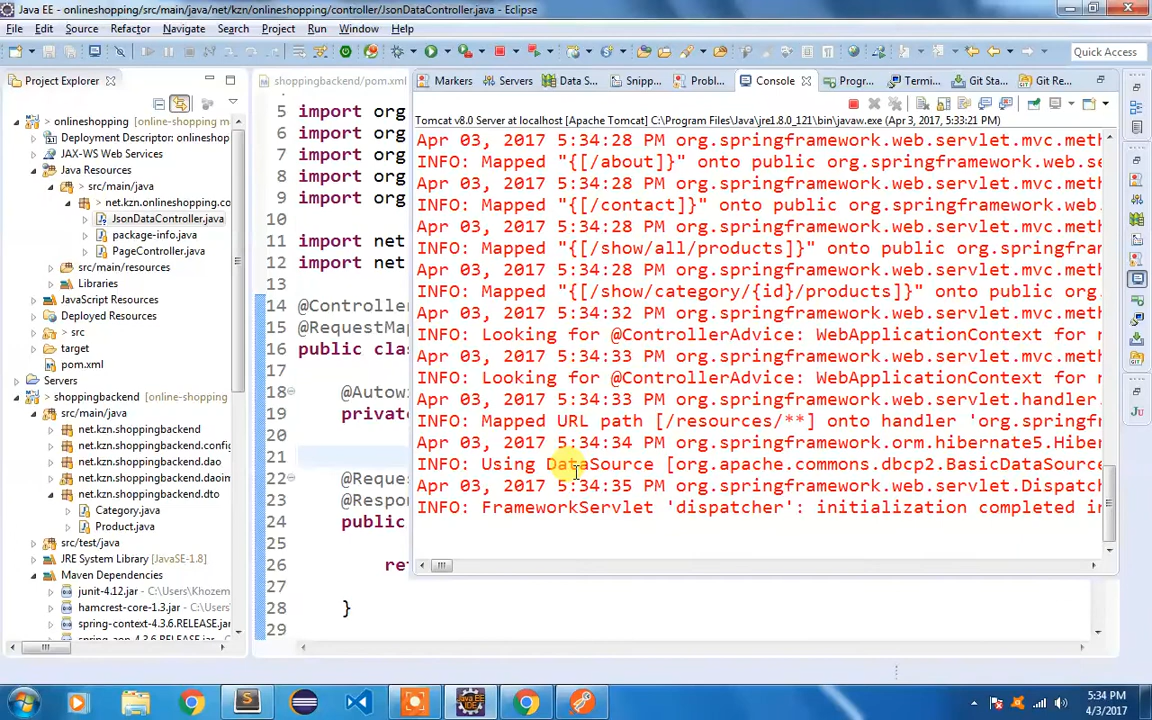 Java EE - onlineshopping/src/main/java/net/kzn/onlineshopping/controller/JsonDataController.java - Eclipse
File Edit Source Refactor Navigate Search Project Run Window Help
Quick Access
Project Explorer
onlineshopping [online-shopping m
Deployment Descriptor: onlineshop
JAX-WS Web Services
Java Resources
src/main/java
net.kzn.onlineshopping.co
JsonDataController.java
package-info.java
PageController.java
src/main/resources
Libraries
JavaScript Resources
Deployed Resources
src
target
pom.xml
Servers
shoppingbackend [online-shopping
src/main/java
net.kzn.shoppingbackend
net.kzn.shoppingbackend.config
net.kzn.shoppingbackend.dao
net.kzn.shoppingbackend.daoim
net.kzn.shoppingbackend.dto
Category.java
Product.java
src/test/java
JRE System Library [JavaSE-1.8]
Maven Dependencies
junit-4.12.jar - C:\Users\Khozem
hamcrest-core-1.3.jar - C:\Users
spring-context-4.3.6.RELEASE.jar
spring-aop-4.3.6.RELEASE.jar
shoppingbackend/pom.xml
5 import org
6 import org
7 import org
8 import org
9 import org
10
11 import net
12 import net
13
14 @Controlle
15 @RequestMa
16 public clas
17
18 @Autowi
19 private
20
21
22 @Reque
23 @Respon
24 public
25
26 ret
27
28 }
29
Markers Servers Data S... Snipp... Probl... Console Progr... Termi... Git Sta... Git Re...
Tomcat v8.0 Server at localhost [Apache Tomcat] C:\Program Files\Java\jre1.8.0_121\bin\javaw.exe (Apr 3, 2017, 5:33:21 PM)
Apr 03, 2017 5:34:28 PM org.springframework.web.servlet.mvc.meth
INFO: Mapped "{[/about]}" onto public org.springframework.web.se
Apr 03, 2017 5:34:28 PM org.springframework.web.servlet.mvc.meth
INFO: Mapped "{[/contact]}" onto public org.springframework.web.
Apr 03, 2017 5:34:28 PM org.springframework.web.servlet.mvc.meth
INFO: Mapped "{[/show/all/products]}" onto public org.springfram
Apr 03, 2017 5:34:28 PM org.springframework.web.servlet.mvc.meth
INFO: Mapped "{[/show/category/{id}/products]}" onto public org.
Apr 03, 2017 5:34:32 PM org.springframework.web.servlet.mvc.meth
INFO: Looking for @ControllerAdvice: WebApplicationContext for n
Apr 03, 2017 5:34:33 PM org.springframework.web.servlet.mvc.meth
INFO: Looking for @ControllerAdvice: WebApplicationContext for n
Apr 03, 2017 5:34:33 PM org.springframework.web.servlet.handler.
INFO: Mapped URL path [/resources/**] onto handler 'org.springfr
Apr 03, 2017 5:34:34 PM org.springframework.orm.hibernate5.Hiber
INFO: Using DataSource [org.apache.commons.dbcp2.BasicDataSource
Apr 03, 2017 5:34:35 PM org.springframework.web.servlet.Dispatch
INFO: FrameworkServlet 'dispatcher': initialization completed in
5:34 PM
4/3/2017